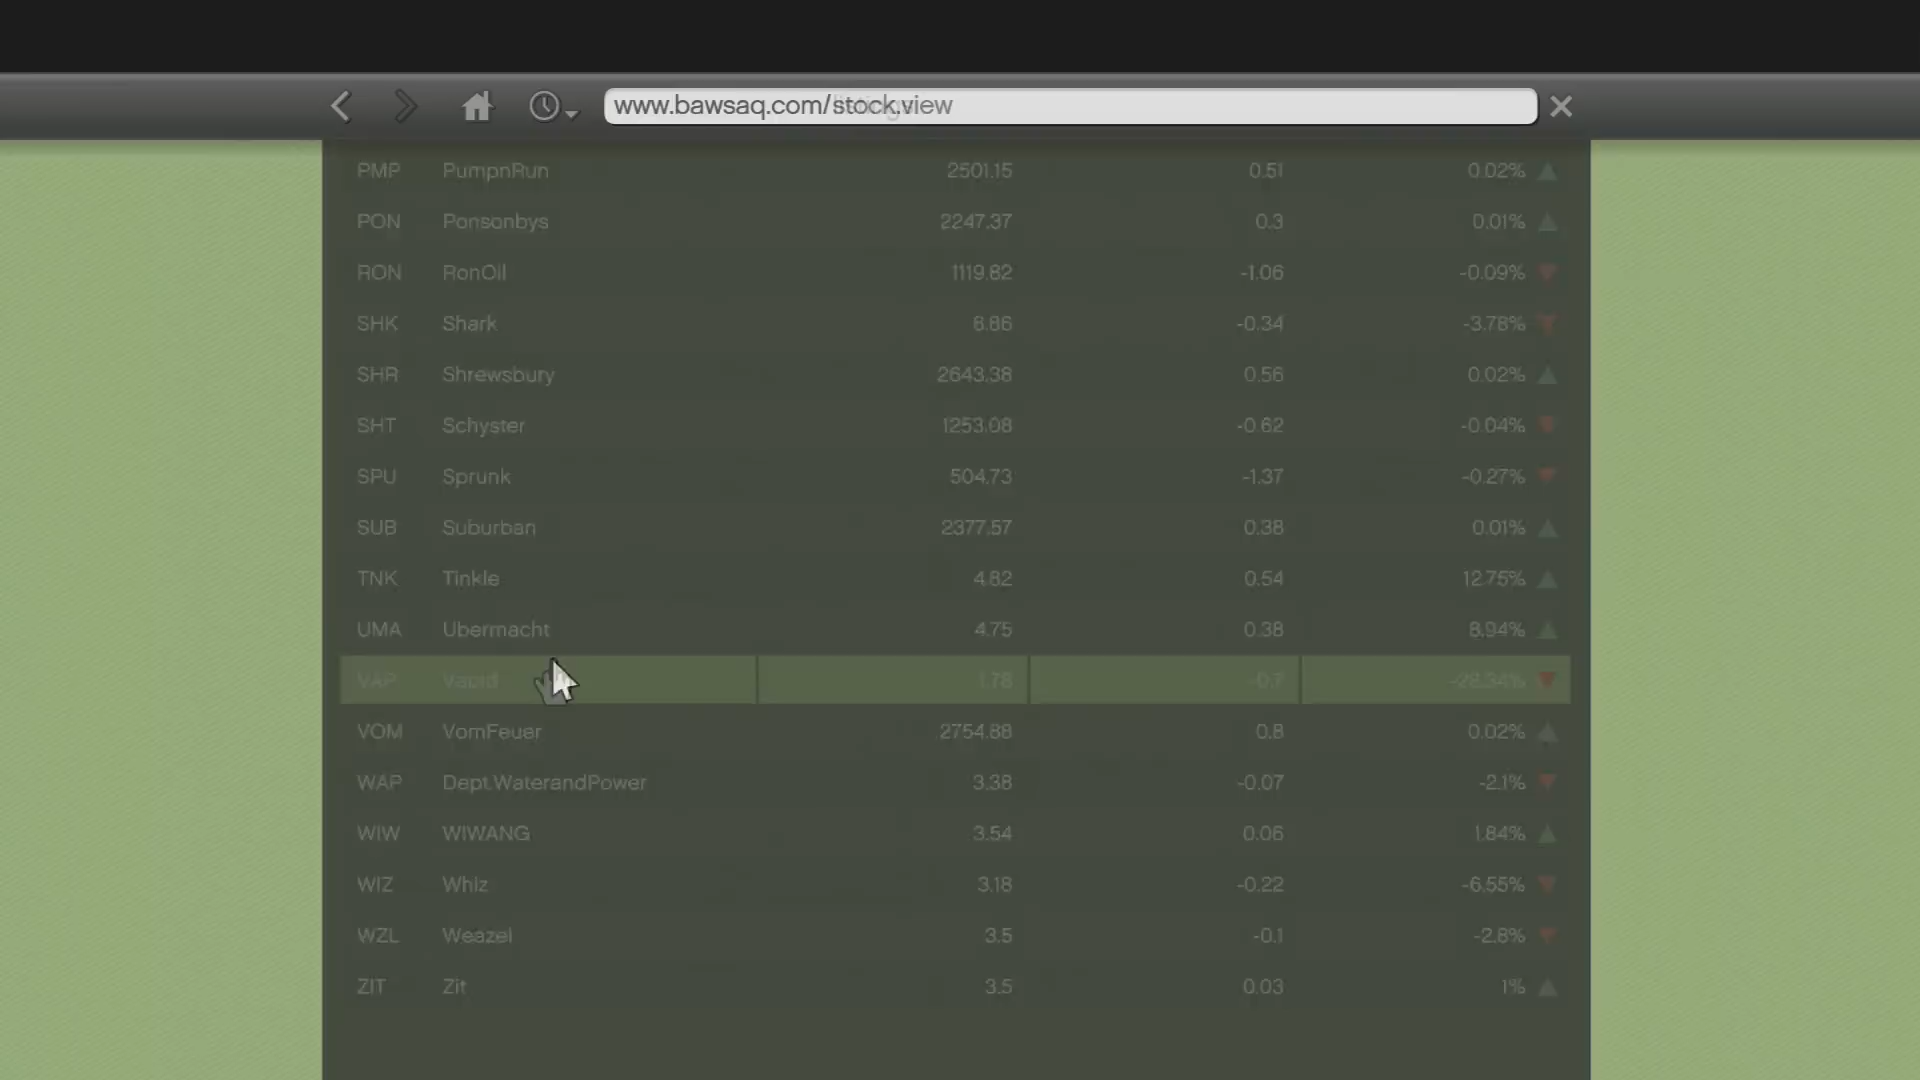 www.bawsaq.com/stock.view
PMP PumpnRun 2501.15 0.51 0.02%
PON Ponsonbys 2247.37 0.3 0.01%
RON RonOil 1119.82 -1.06 -0.09%
SHK Shark 8.86 -0.34 -3.78%
SHR Shrewsbury 2643.38 0.56 0.02%
SHT Schyster 1253.08 -0.62 -0.04%
SPU Sprunk 504.73 -1.37 -0.27%
SUB Suburban 2377.57 0.38 0.01%
TNK Tinkle 4.82 0.54 12.75%
UMA Ubermacht 4.75 0.38 8.94%
VAP Vapid 1.78 -0.7 -28.34%
VOM VomFeuer 2754.88 0.8 0.02%
WAP Dept.WaterandPower 3.38 -0.07 -2.1%
WIW WIWANG 3.54 0.06 1.84%
WIZ Whiz 3.18 -0.22 -6.55%
WZL Weazel 3.5 -0.1 -2.8%
ZIT Zit 3.5 0.03 1%